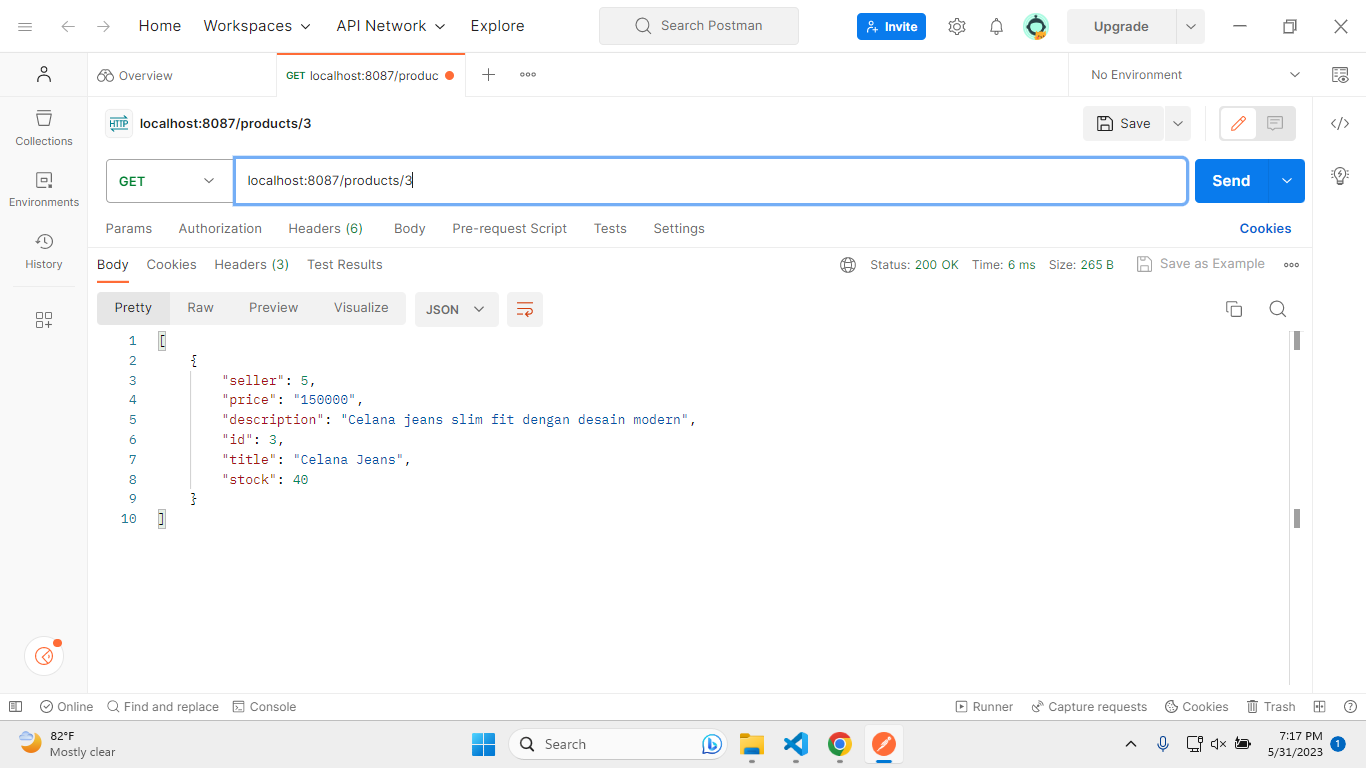 Home Workspaces API Network Explore Search Postman Invite Upgrade
Overview GET localhost:8087/produc No Environment
HTTP localhost:8087/products/3 Save
Collections
GET localhost:8087/products/3 Send
Environments
Params Authorization Headers (6) Body Pre-request Script Tests Settings Cookies
History
Body Cookies Headers (3) Test Results Status: 200 OK Time: 6 ms Size: 265 B Save as Example
Pretty Raw Preview Visualize JSON
1 [
2 {
3 "seller": 5,
4 "price": "150000",
5 "description": "Celana jeans slim fit dengan desain modern",
6 "id": 3,
7 "title": "Celana Jeans",
8 "stock": 40
9 }
10 ]
Online Find and replace Console Runner Capture requests Cookies Trash
82°F
Mostly clear
Search
7:17 PM
5/31/2023
1